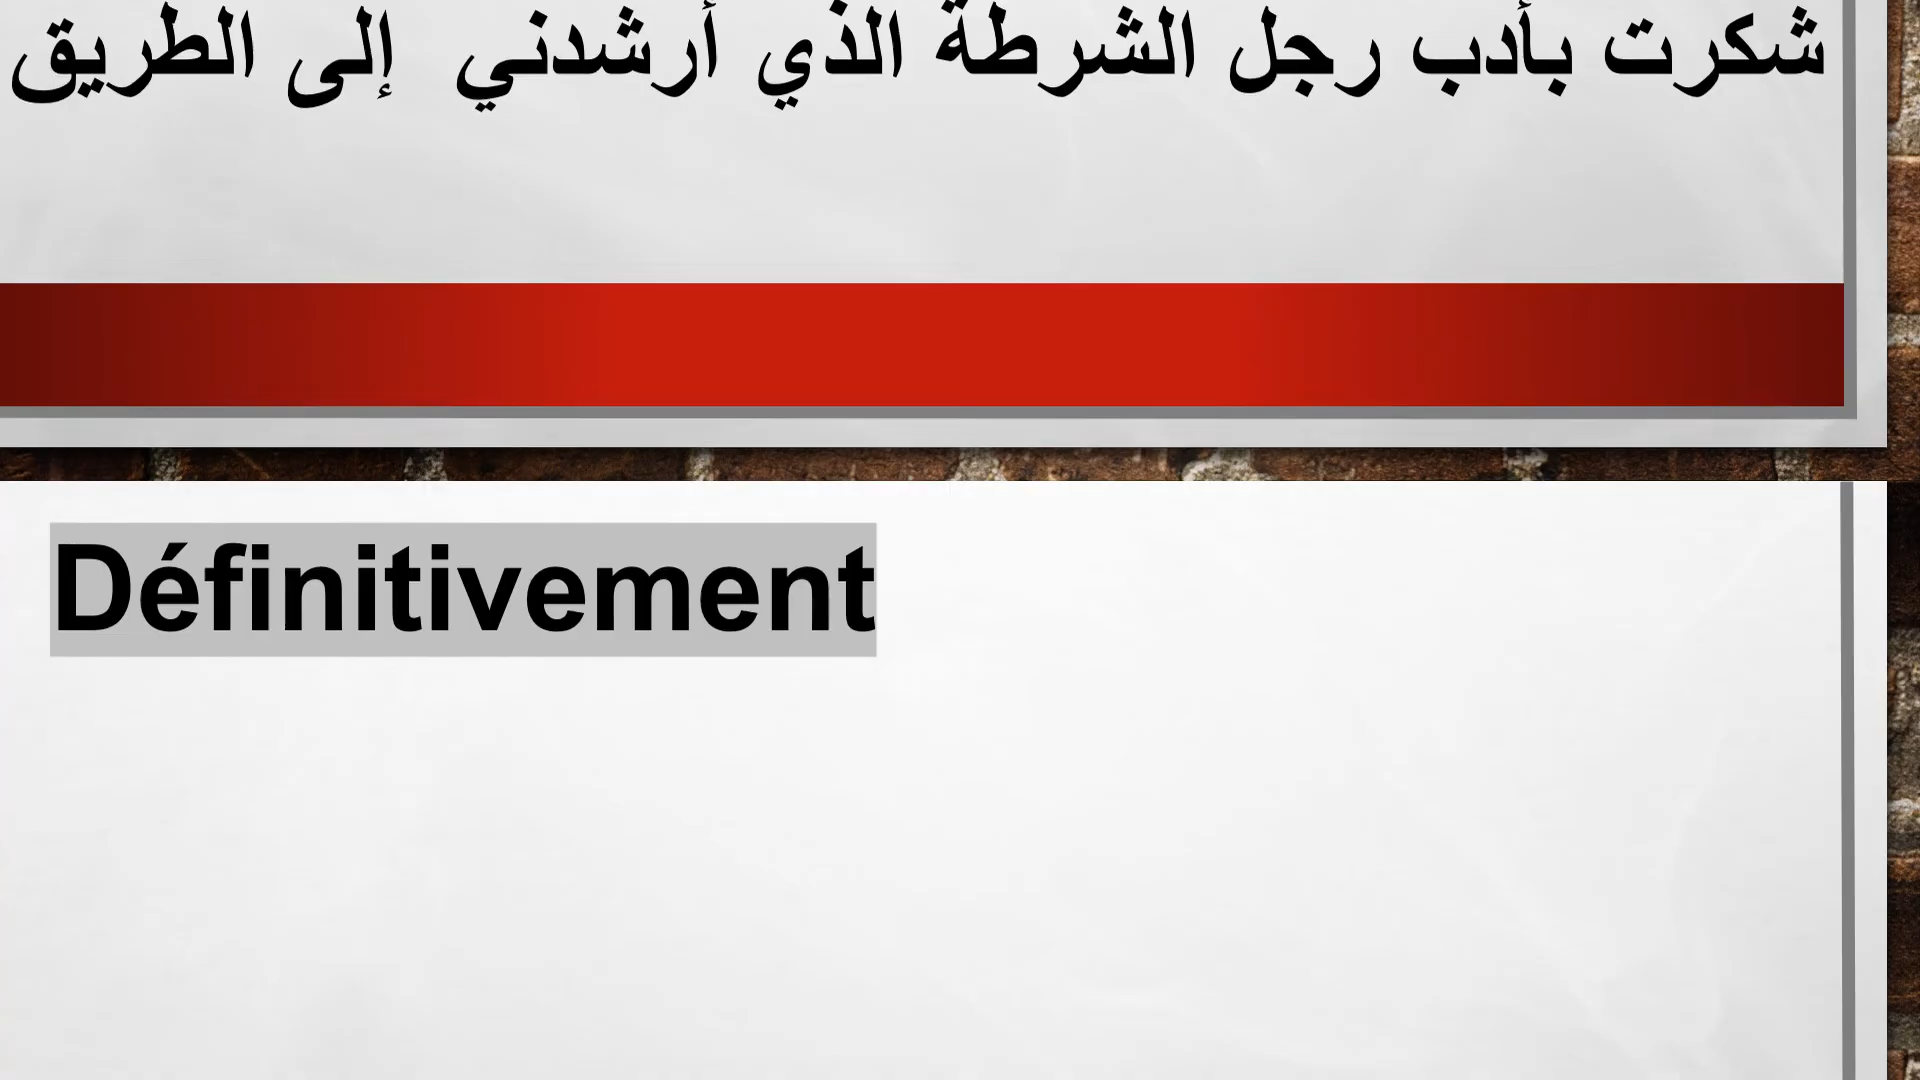 شكرت بأدب رجل الشرطة الذي أرشدني إلى الطريق
Définitivement